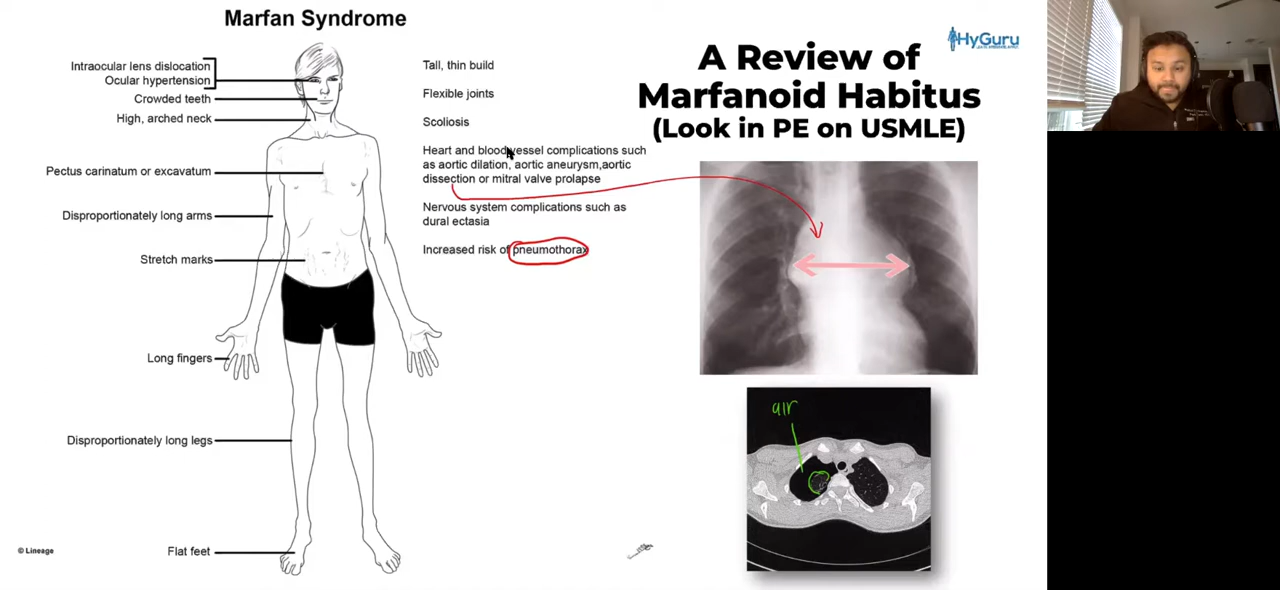 Marfan Syndrome
Intraocular lens dislocation
Ocular hypertension
Crowded teeth
High, arched neck
Pectus carinatum or excavatum
Disproportionately long arms
Stretch marks
Long fingers
Disproportionately long legs
Flat feet
© Lineage
Tall, thin build
Flexible joints
Scoliosis
Heart and blood vessel complications such
as aortic dilation, aortic aneurysm,aortic
dissection or mitral valve prolapse
Nervous system complications such as
dural ectasia
Increased risk of pneumothorax
HyGuru
A Review of
Marfanoid Habitus
(Look in PE on USMLE)
air